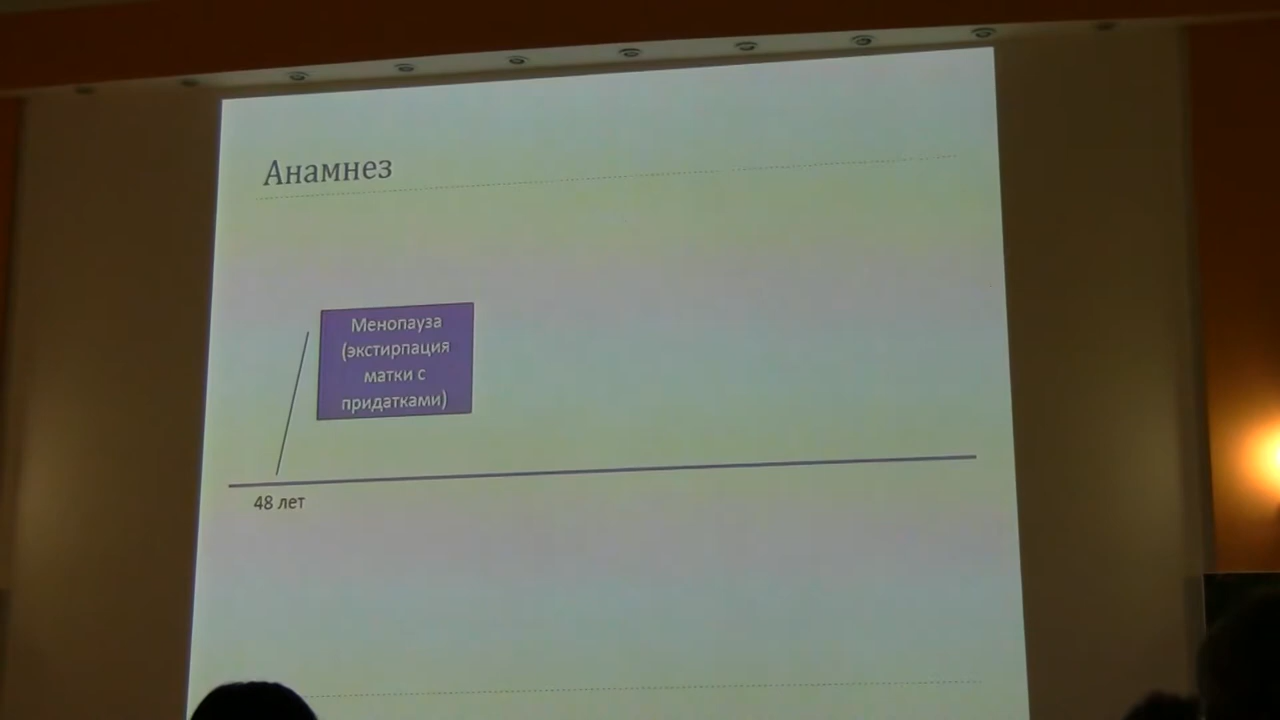 Анамнез
Менопауза
(экстирпация
матки с
придатками)
48 лет